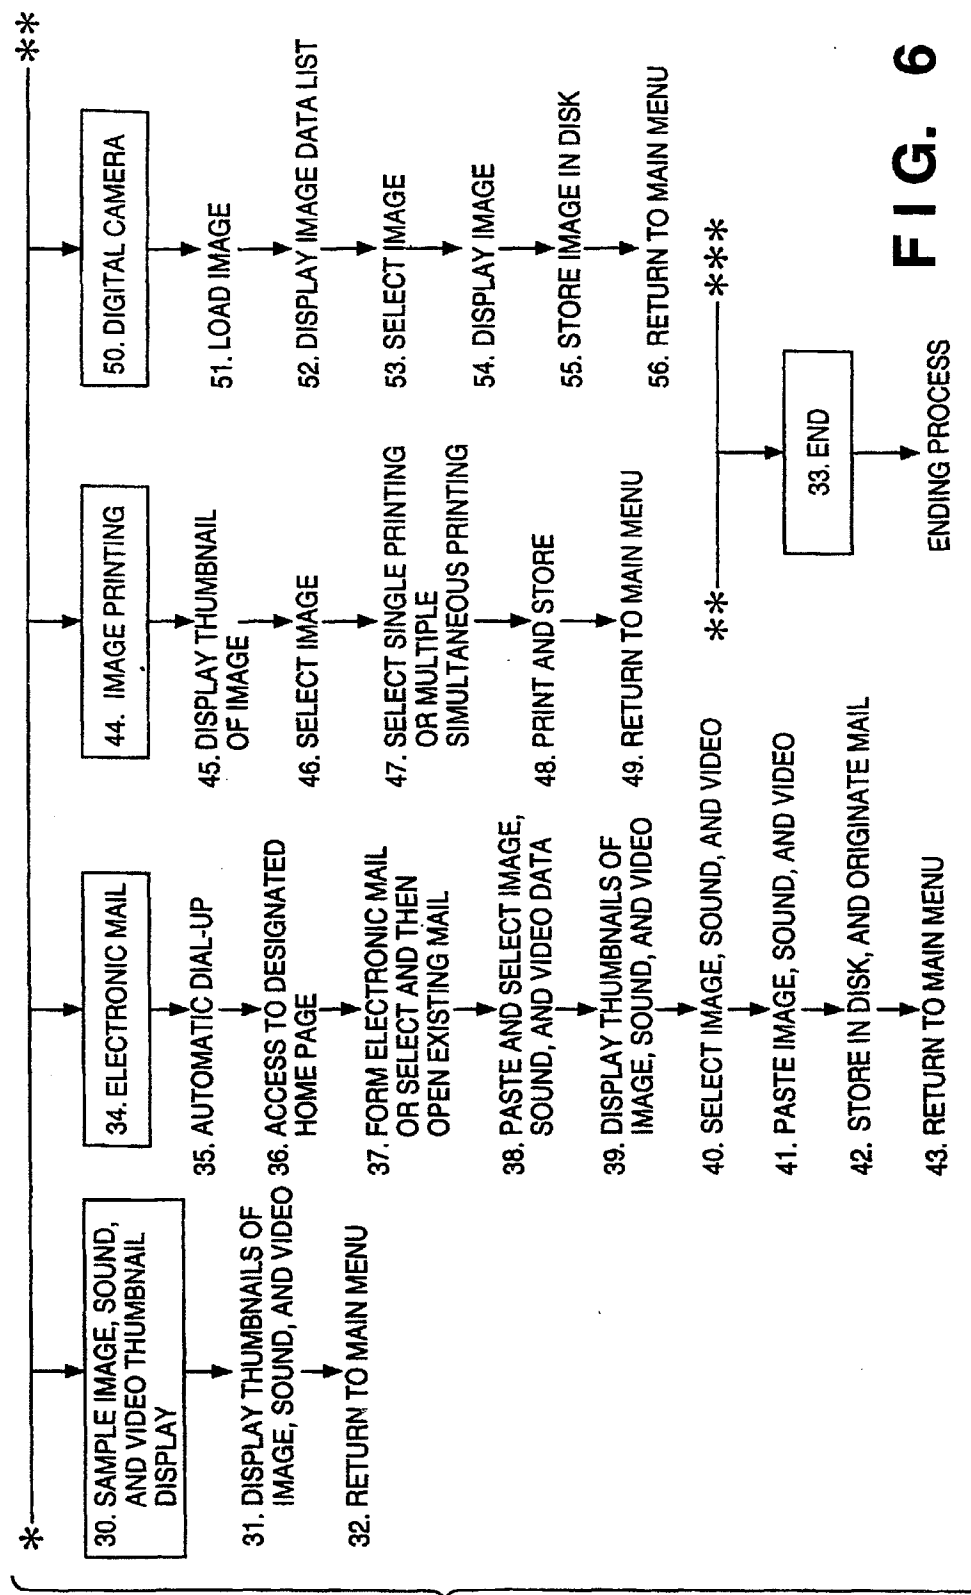 *
**
30. SAMPLE IMAGE, SOUND,
AND VIDEO THUMBNAIL
DISPLAY
31. DISPLAY THUMBNAILS OF
IMAGE, SOUND, AND VIDEO
32. RETURN TO MAIN MENU
34. ELECTRONIC MAIL
35. AUTOMATIC DIAL-UP
36. ACCESS TO DESIGNATED
HOME PAGE
37. FORM ELECTRONIC MAIL
OR SELECT AND THEN
OPEN EXISTING MAIL
38. PASTE AND SELECT IMAGE,
SOUND, AND VIDEO DATA
39. DISPLAY THUMBNAILS OF
IMAGE, SOUND, AND VIDEO
40. SELECT IMAGE, SOUND, AND VIDEO
41. PASTE IMAGE, SOUND, AND VIDEO
42. STORE IN DISK, AND ORIGINATE MAIL
43. RETURN TO MAIN MENU
44. IMAGE PRINTING
45. DISPLAY THUMBNAIL
OF IMAGE
46. SELECT IMAGE
47. SELECT SINGLE PRINTING
OR MULTIPLE
SIMULTANEOUS PRINTING
48. PRINT AND STORE
49. RETURN TO MAIN MENU
50. DIGITAL CAMERA
51. LOAD IMAGE
52. DISPLAY IMAGE DATA LIST
53. SELECT IMAGE
54. DISPLAY IMAGE
55. STORE IMAGE IN DISK
56. RETURN TO MAIN MENU
**
***
33. END
ENDING PROCESS
FIG. 6